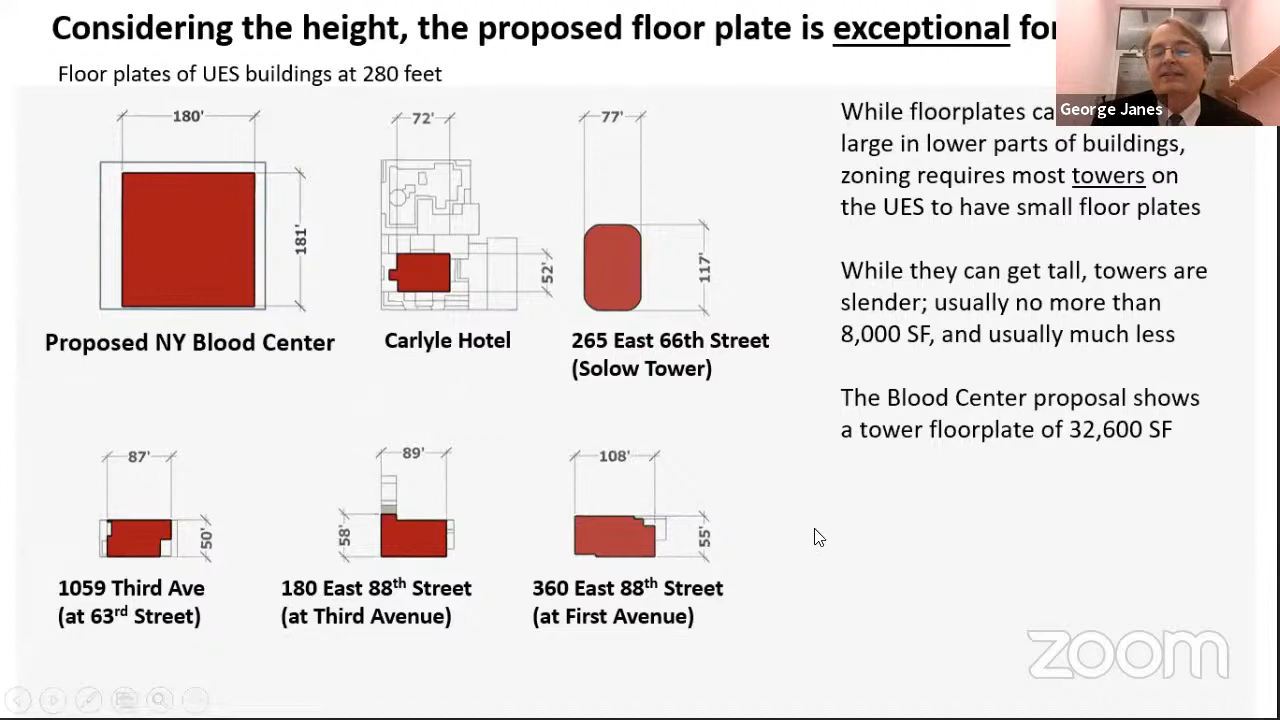 Considering the height, the proposed floor plate is exceptional for
Floor plates of UES buildings at 280 feet
George Janes
180'
181'
Proposed NY Blood Center
72'
52'
Carlyle Hotel
77'
117'
265 East 66th Street
(Solow Tower)
While floorplates
large in lower parts of buildings,
zoning requires most towers on
the UES to have small floor plates
While they can get tall, towers are
slender; usually no more than
8,000 SF, and usually much less
The Blood Center proposal shows
a tower floorplate of 32,600 SF
87'
50'
1059 Third Ave
(at 63rd Street)
89'
58'
180 East 88th Street
(at Third Avenue)
108'
55'
360 East 88th Street
(at First Avenue)
zoom